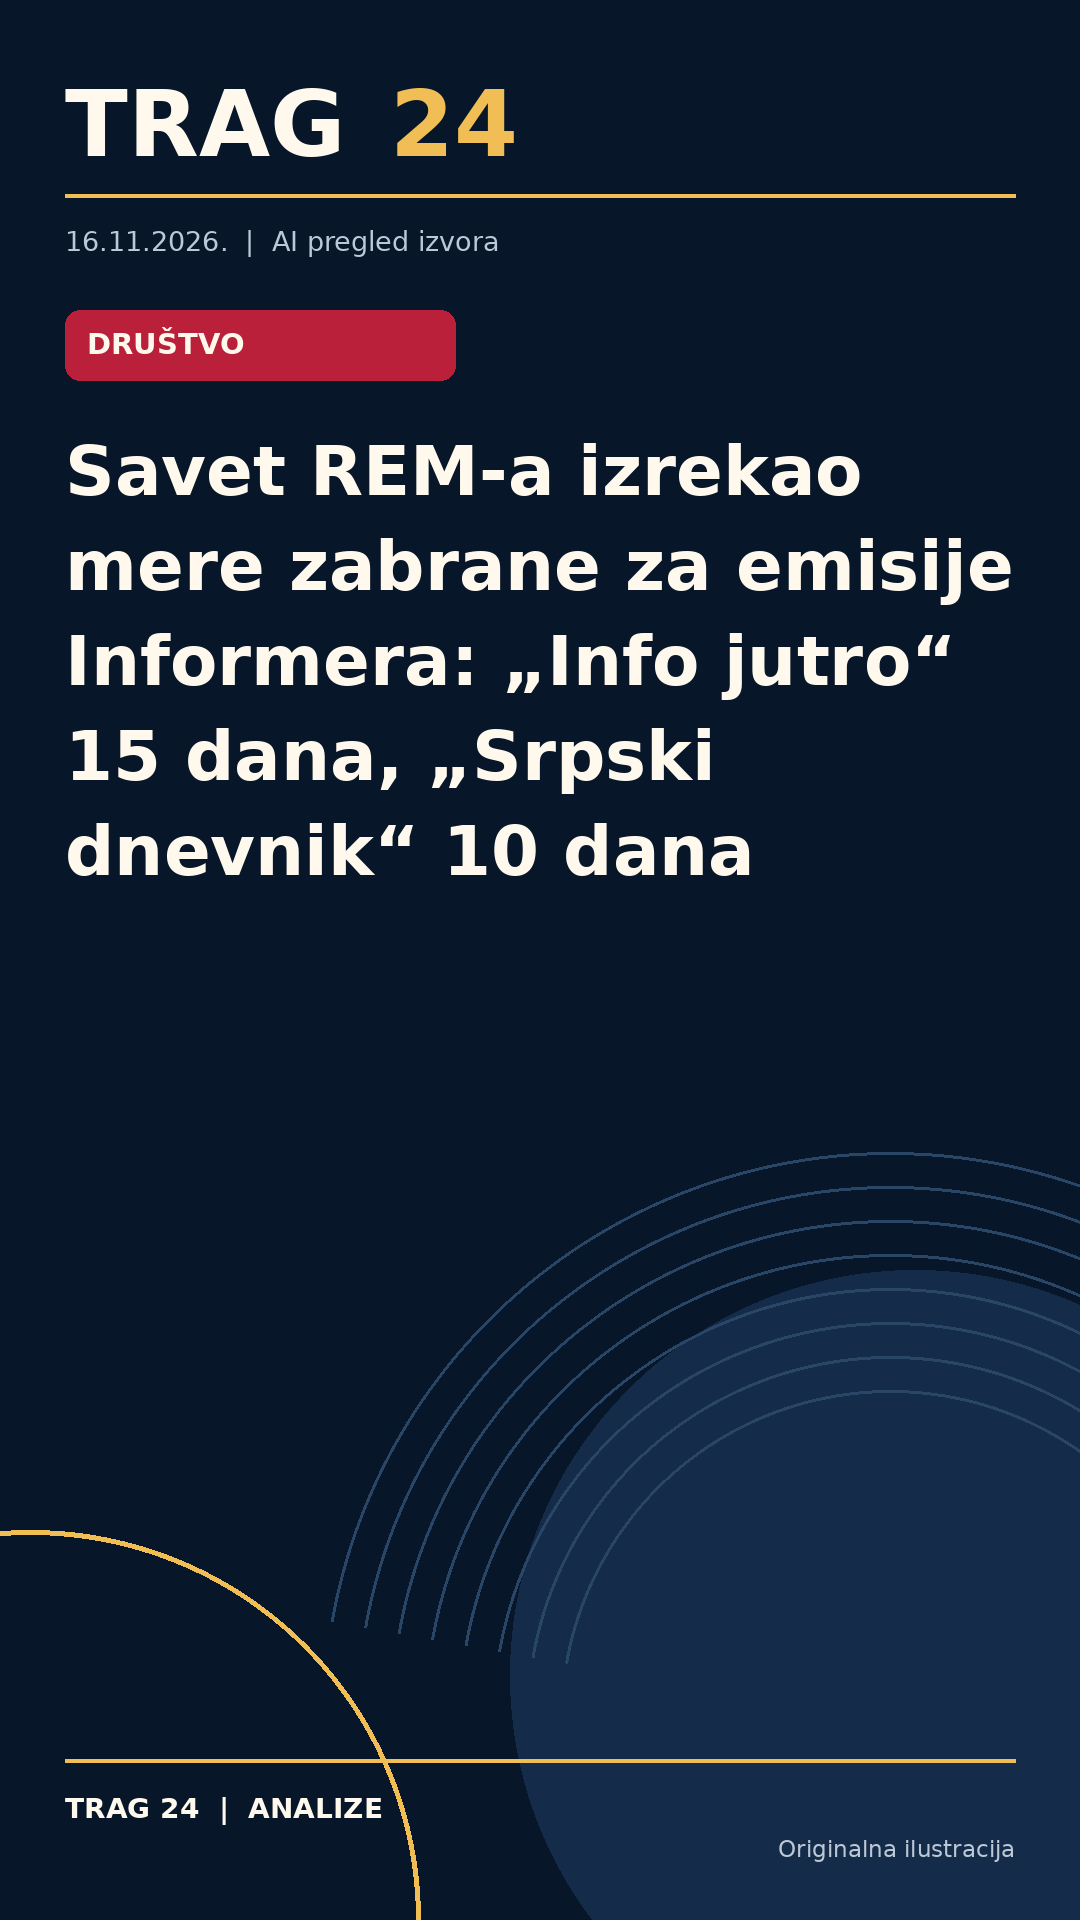 TRAG 24
16.11.2026. | AI pregled izvora
DRUŠTVO
Savet REM-a izrekao
mere zabrane za emisije
Informera: „Info jutro“
15 dana, „Srpski
dnevnik“ 10 dana
TRAG 24 | ANALIZE
Originalna ilustracija